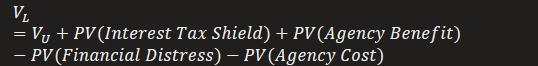 V_L
= V_U + PV(Interest Tax Shield) + PV(Agency Benefit)
− PV(Financial Distress) − PV(Agency Cost)